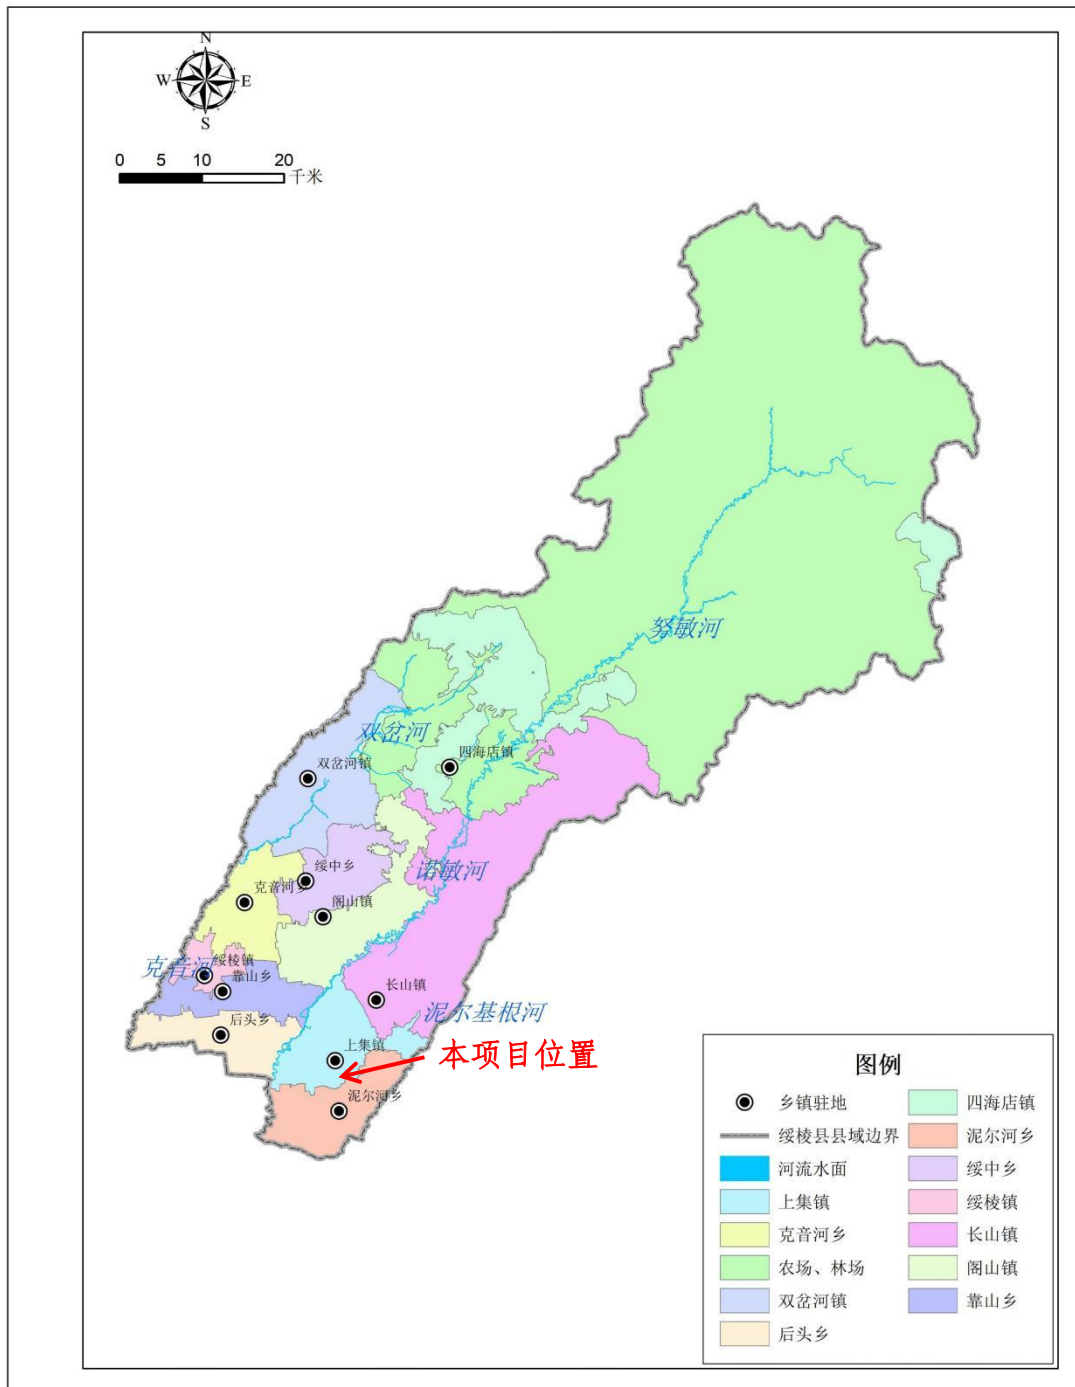 N
W E
S
0 5 10 20
千米
努敏河
双岔河
四海店镇
双岔河镇
诺敏河
绥中乡
克音河乡
阁山镇
克音河
绥棱镇
靠山乡
长山镇
泥尔基根河
后头乡
上集镇
本项目位置
泥尔河乡
图例
乡镇驻地
四海店镇
绥棱县县域边界
泥尔河乡
河流水面
绥中乡
上集镇
绥棱镇
克音河乡
长山镇
农场、林场
阁山镇
双岔河镇
靠山乡
后头乡